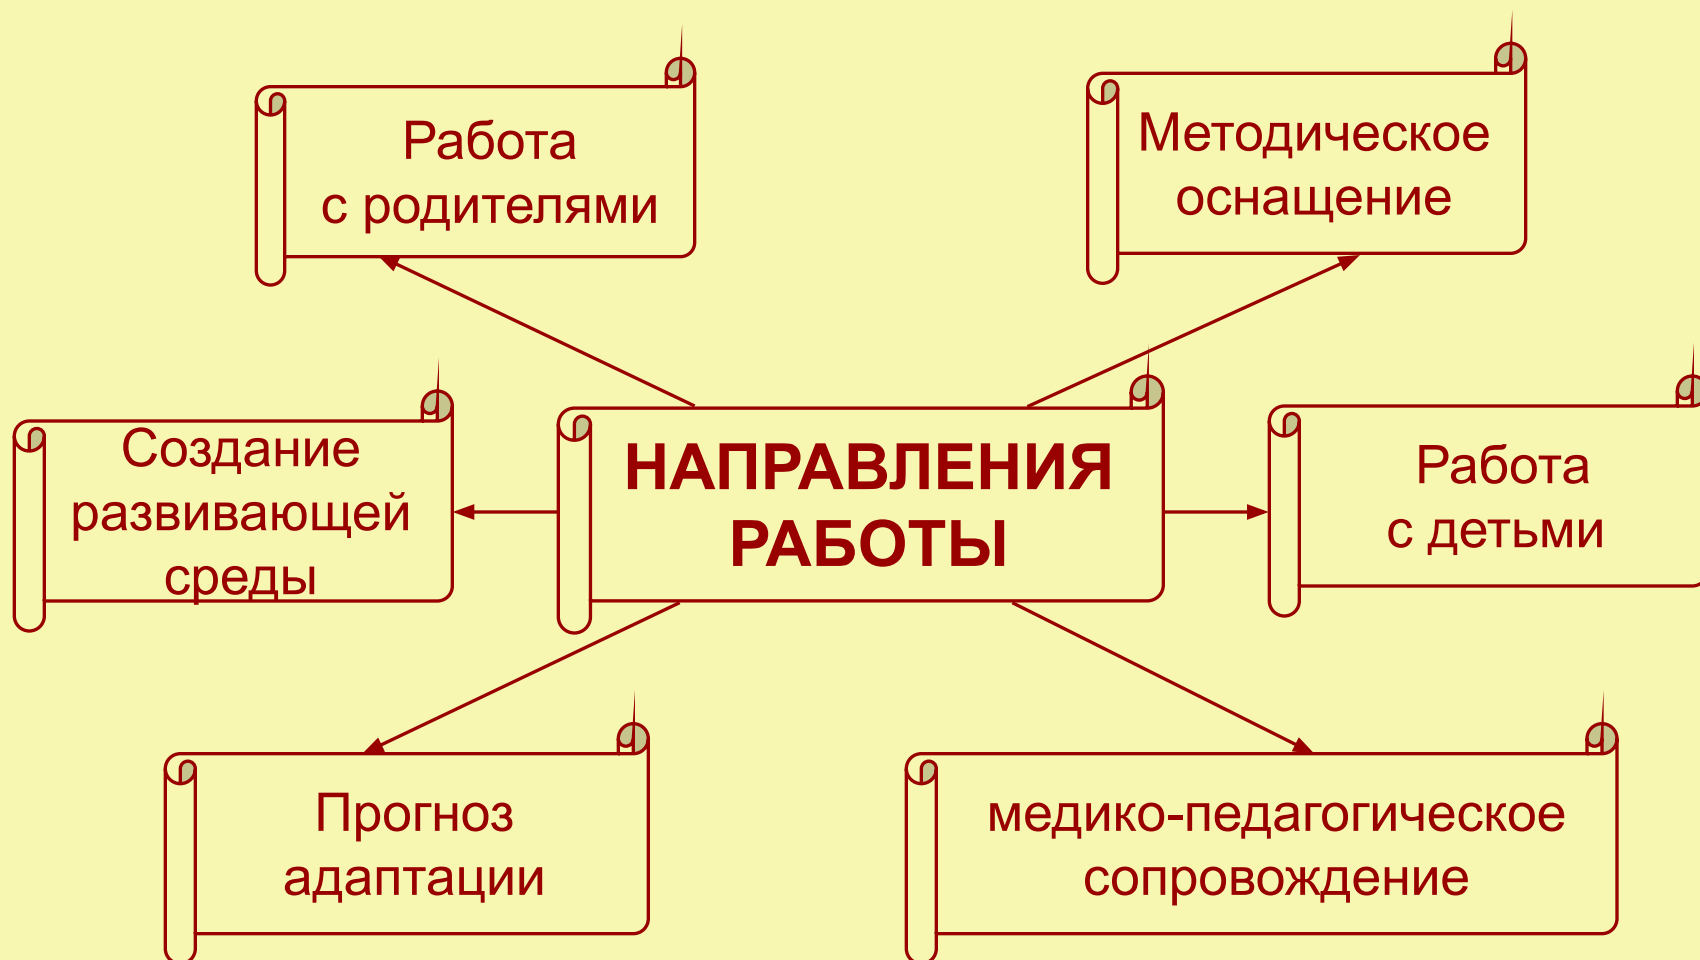 Работа
с родителями
Методическое
оснащение
Создание
развивающей
среды
НАПРАВЛЕНИЯ
РАБОТЫ
Работа
с детьми
Прогноз
адаптации
медико-педагогическое
сопровождение